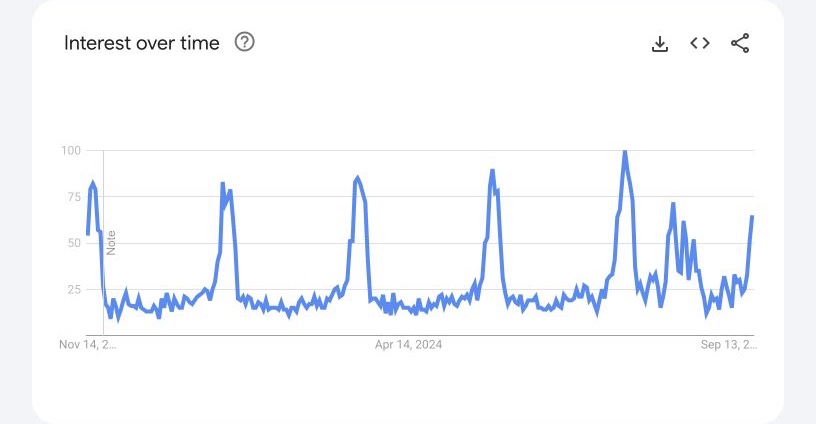 Interest over time
100
75
50
25
Note
Nov 14, 2...
Apr 14, 2024
Sep 13, 2...